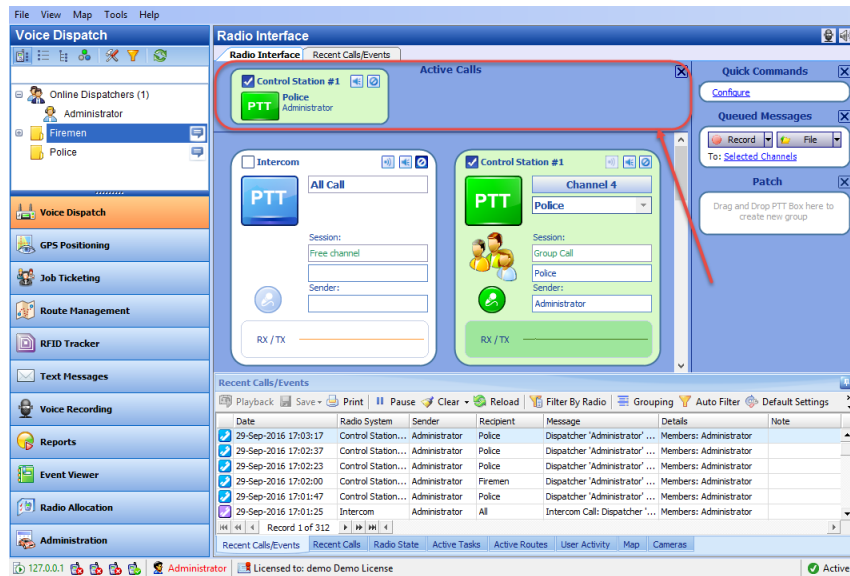 File View Map Tools Help
Voice Dispatch
Radio Interface
Radio Interface Recent Calls/Events
Active Calls
Control Station #1
PTT
Police
Administrator
Quick Commands
Configure
Queued Messages
Record File
To: Selected Channels
Patch
Drag and Drop PTT Box here to
create new group
Online Dispatchers (1)
Administrator
Firemen
Police
Voice Dispatch
GPS Positioning
Job Ticketing
Route Management
RFID Tracker
Text Messages
Voice Recording
Reports
Event Viewer
Radio Allocation
Administration
Intercom
PTT
All Call
Session:
Free channel
Sender:
RX / TX
Control Station #1
PTT
Channel 4
Police
Session:
Group Call
Police
Sender:
Administrator
RX / TX
Recent Calls/Events
Playback Save Print Pause Clear Reload Filter By Radio Grouping Auto Filter Default Settings
Date Radio System Sender Recipient Message Details Note
29-Sep-2016 17:03:17 Control Station... Administrator Police Dispatcher 'Administrator' ... Members: Administrator
29-Sep-2016 17:02:37 Control Station... Administrator Police Dispatcher 'Administrator' ... Members: Administrator
29-Sep-2016 17:02:23 Control Station... Administrator Police Dispatcher 'Administrator' ... Members: Administrator
29-Sep-2016 17:02:00 Control Station... Administrator Firemen Dispatcher 'Administrator' ... Members: Administrator
29-Sep-2016 17:01:47 Control Station... Administrator Police Dispatcher 'Administrator' ... Members: Administrator
29-Sep-2016 17:01:25 Intercom Administrator All Intercom Call: Dispatcher '... Members: Administrator
Record 1 of 312
Recent Calls/Events Recent Calls Radio State Active Tasks Active Routes User Activity Map Cameras
127.0.0.1 Administrator Licensed to: demo Demo License Active